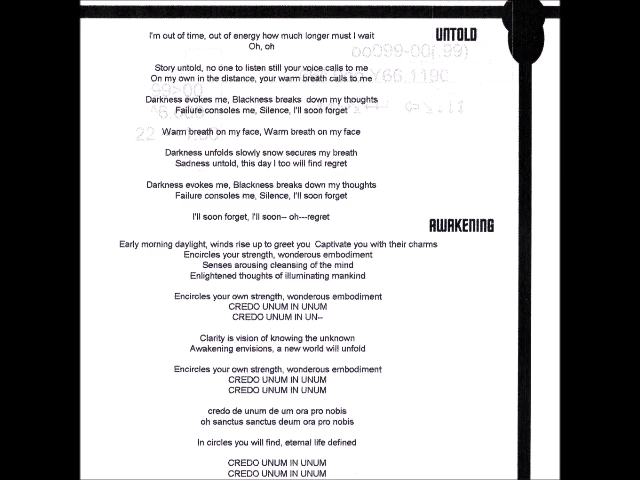 UNTOLD
I'm out of time, out of energy how much longer must I wait
Oh, oh
Story untold, no one to listen still your voice calls to me
On my own in the distance, your warm breath calls to me
Darkness evokes me, Blackness breaks  down my thoughts
Failure consoles me, Silence, I'll soon forget
Warm breath on my face, Warm breath on my face
Darkness unfolds slowly snow secures my breath
Sadness untold, this day I too will find regret
Darkness evokes me, Blackness breaks down my thoughts
Failure consoles me, Silence, I'll soon forget
I'll soon forget, I'll soon-- oh---regret
AWAKENING
Early morning daylight, winds rise up to greet you  Captivate you with their charms
Encircles your strength, wonderous embodiment
Senses arousing cleansing of the mind
Enlightened thoughts of illuminating mankind
Encircles your own strength, wonderous embodiment
CREDO UNUM IN UNUM
CREDO UNUM IN UN--
Clarity is vision of knowing the unknown
Awakening envisions, a new world will unfold
Encircles your own strength, wonderous embodiment
CREDO UNUM IN UNUM
CREDO UNUM IN UNUM
credo de unum de um ora pro nobis
oh sanctus sanctus deum ora pro nobis
In circles you will find, eternal life defined
CREDO UNUM IN UNUM
CREDO UNUM IN UNUM